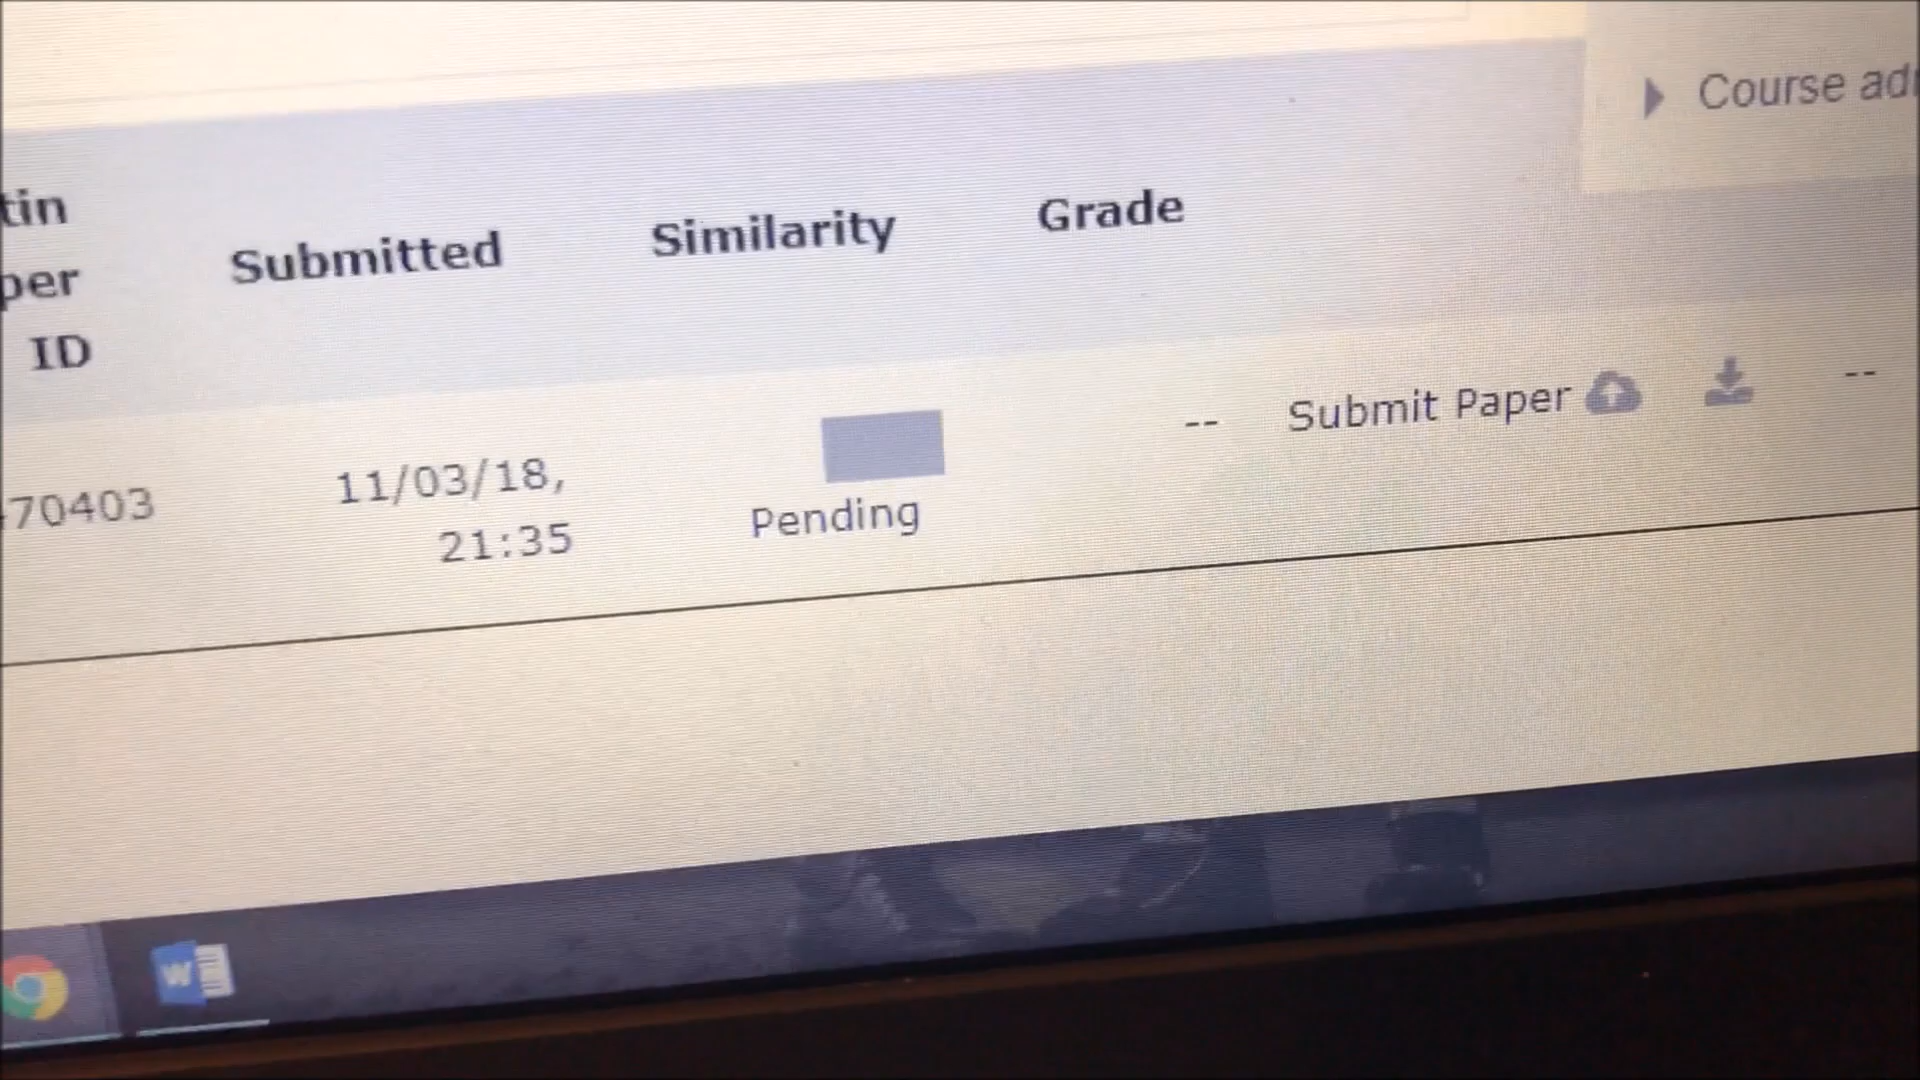 Course ad
tin
per
ID
Submitted
Similarity
Grade
70403
11/03/18,
21:35
Pending
--
Submit Paper
--
W